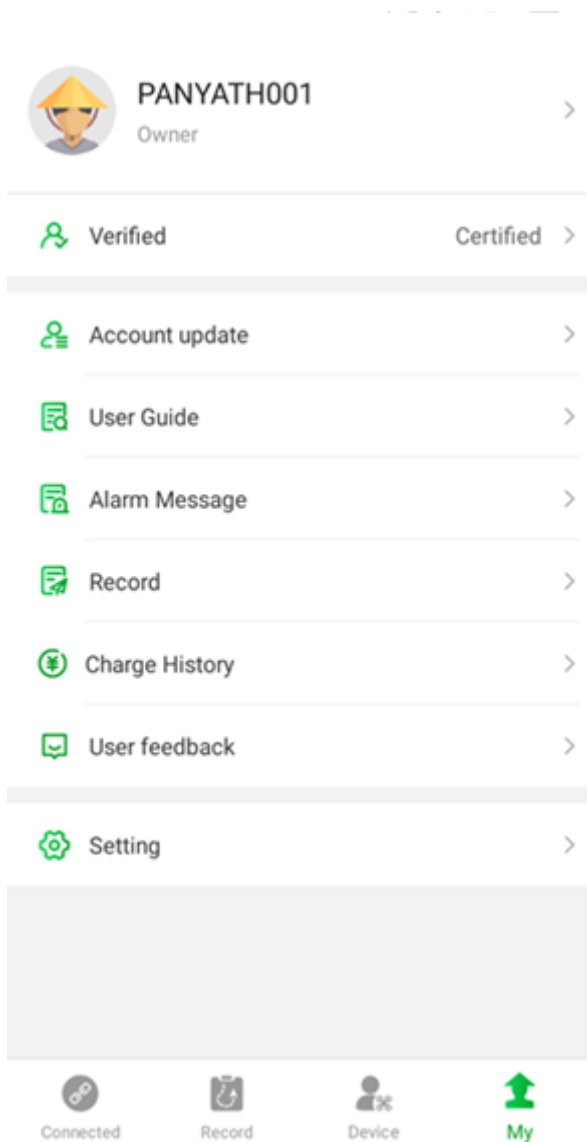 PANYATH001
Owner
Verified Certified
Account update
User Guide
Alarm Message
Record
Charge History
User feedback
Setting
Connected Record Device My